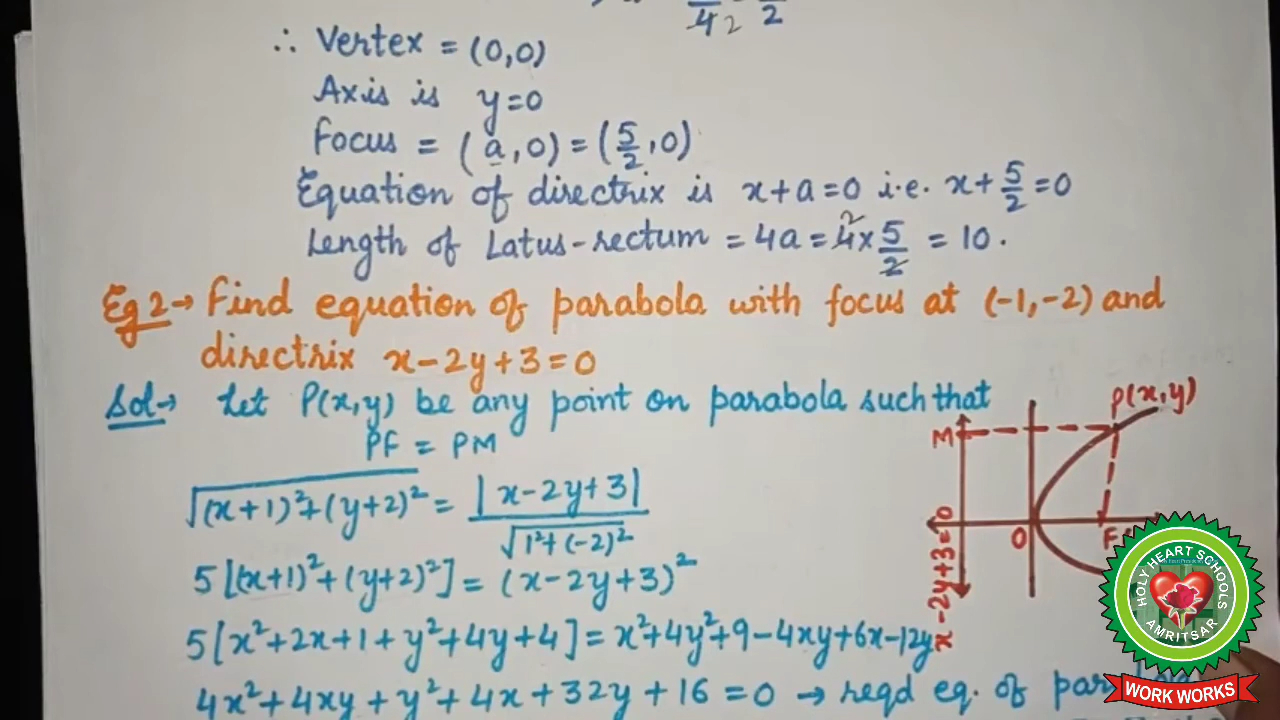 4 2 2
∴ Vertex = (0,0)
Axis is y=0
Focus = (a,0) = (5/2,0)
Equation of directrix is x+a=0 i.e. x+5/2=0
Length of Latus-rectum = 4a = 4²×5/2 = 10.
Eg 2→ Find equation of parabola with focus at (-1,-2) and
directrix x-2y+3=0
Sol→ Let P(x,y) be any point on parabola such that
PF = PM
√(x+1)²+(y+2)² = |x-2y+3|/√1²+(-2)²
5[(x+1)²+(y+2)²] = (x-2y+3)²
5[x²+2x+1+y²+4y+4] = x²+4y²+9-4xy+6x-12y
4x²+4xy+y²+4x+32y+16=0 → reqd eq. of par
P(x,y)
M
O
F
x-2y+3=0
HOLY HEART SCHOOLS
AMRITSAR
WORK WORKS